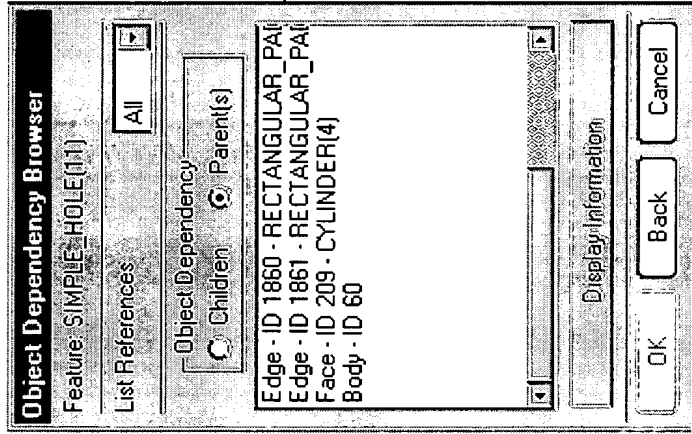 Object Dependency Browser
Feature: SIMPLE_HOLE(11)
List References All
Object Dependency
Children Parent(s)
Edge - ID 1860 - RECTANGULAR_PA
Edge - ID 1861 - RECTANGULAR_PA
Face - ID 209 - CYLINDER(4)
Body - ID 60
Display Information
OK Back Cancel